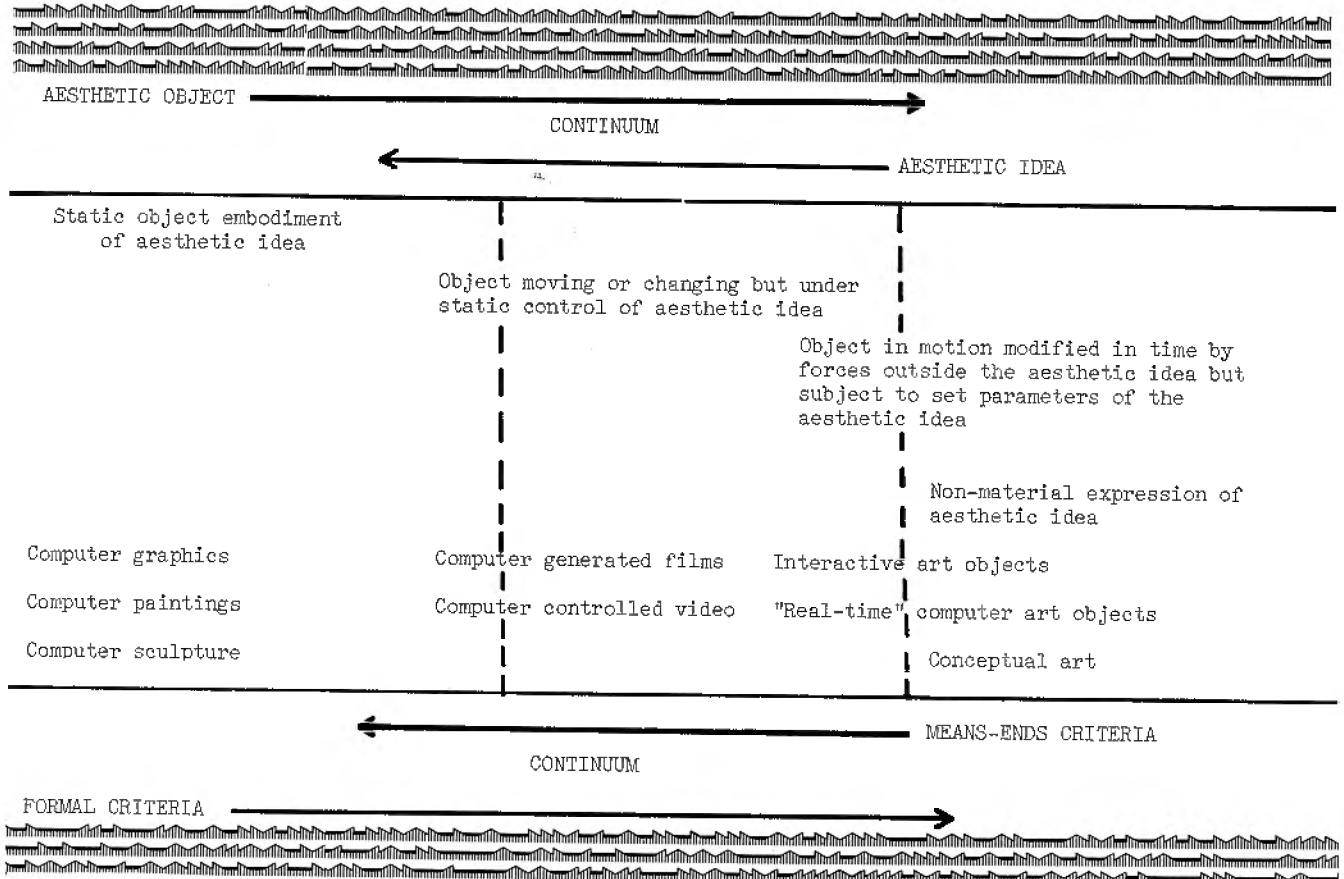 AESTHETIC OBJECT
CONTINUUM
AESTHETIC IDEA
Static object embodiment
of aesthetic idea
Object moving or changing but under
static control of aesthetic idea
Object in motion modified in time by
forces outside the aesthetic idea but
subject to set parameters of the
aesthetic idea
Non-material expression of
aesthetic idea
Computer graphics
Computer generated films
Interactive art objects
Computer paintings
Computer controlled video
"Real-time" computer art objects
Computer sculpture
Conceptual art
MEANS-ENDS CRITERIA
CONTINUUM
FORMAL CRITERIA